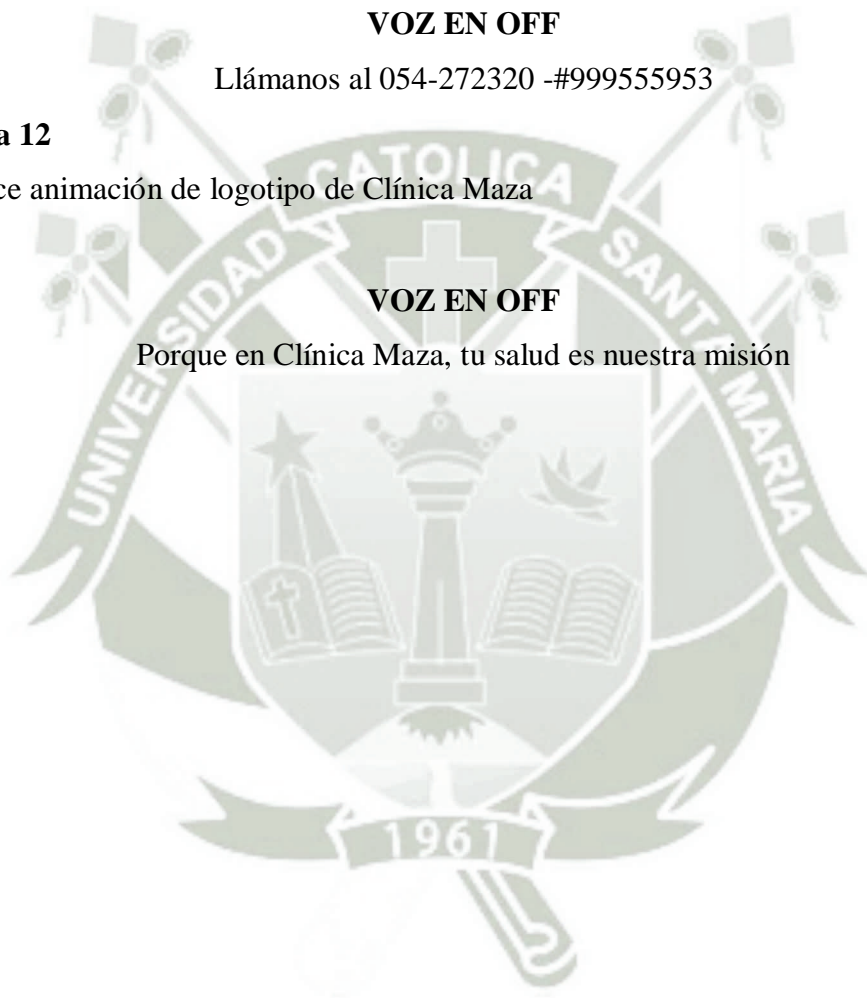 VOZ EN OFF
Llámanos al 054-272320 -#999555953
a 12
ce animación de logotipo de Clínica Maza
VOZ EN OFF
Porque en Clínica Maza, tu salud es nuestra misión
UNIVERSIDAD CATOLICA SANTA MARIA
1961